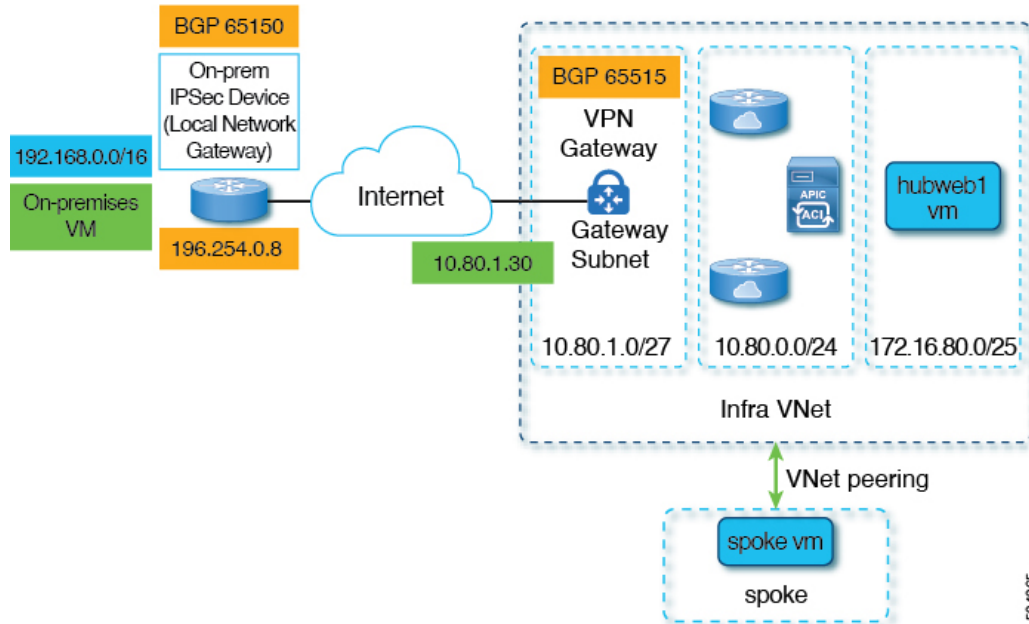 BGP 65150
On-prem
IPSec Device
(Local Network
Gateway)
192.168.0.0/16
On-premises
VM
196.254.0.8
Internet
10.80.1.30
BGP 65515
VPN
Gateway
Gateway
Subnet
10.80.1.0/27
APIC
ACI
10.80.0.0/24
hubweb1
vm
172.16.80.0/25
Infra VNet
VNet peering
spoke vm
spoke